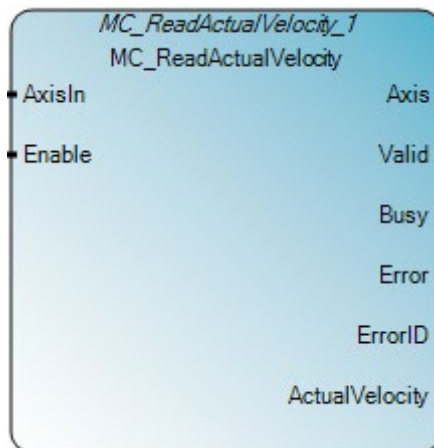 MC_ReadActualVelocity_1
MC_ReadActualVelocity
AxisIn Axis
Enable Valid
Busy
Error
ErrorID
ActualVelocity